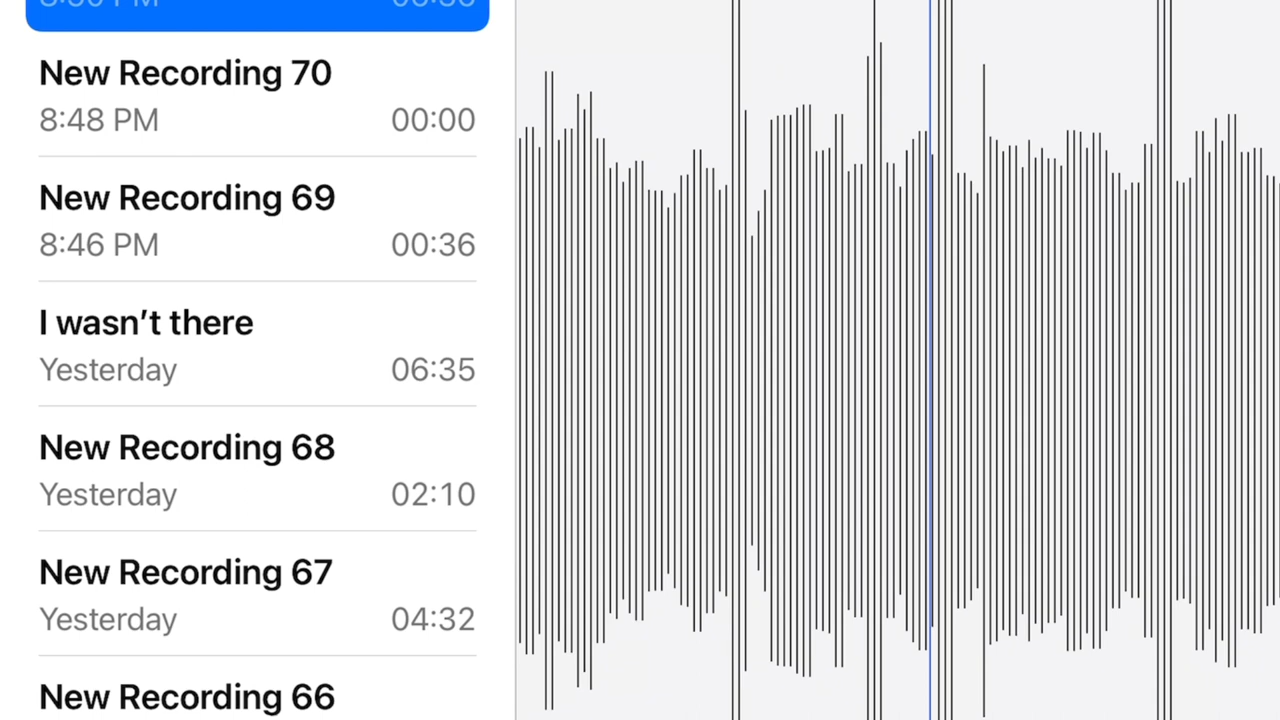 New Recording 70
8:48 PM 00:00
New Recording 69
8:46 PM 00:36
I wasn’t there
Yesterday 06:35
New Recording 68
Yesterday 02:10
New Recording 67
Yesterday 04:32
New Recording 66